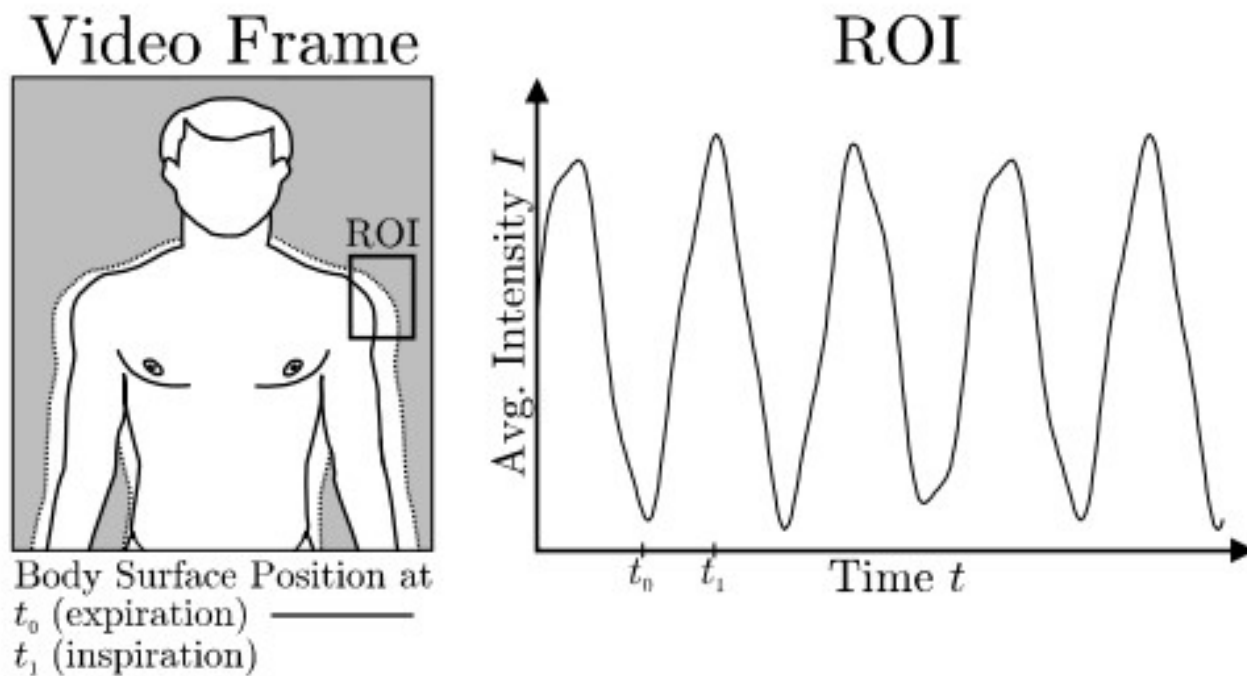 Video Frame
ROI
Body Surface Position at
t₀ (expiration)
t₁ (inspiration)
ROI
Avg. Intensity I
t₀ t₁ Time t